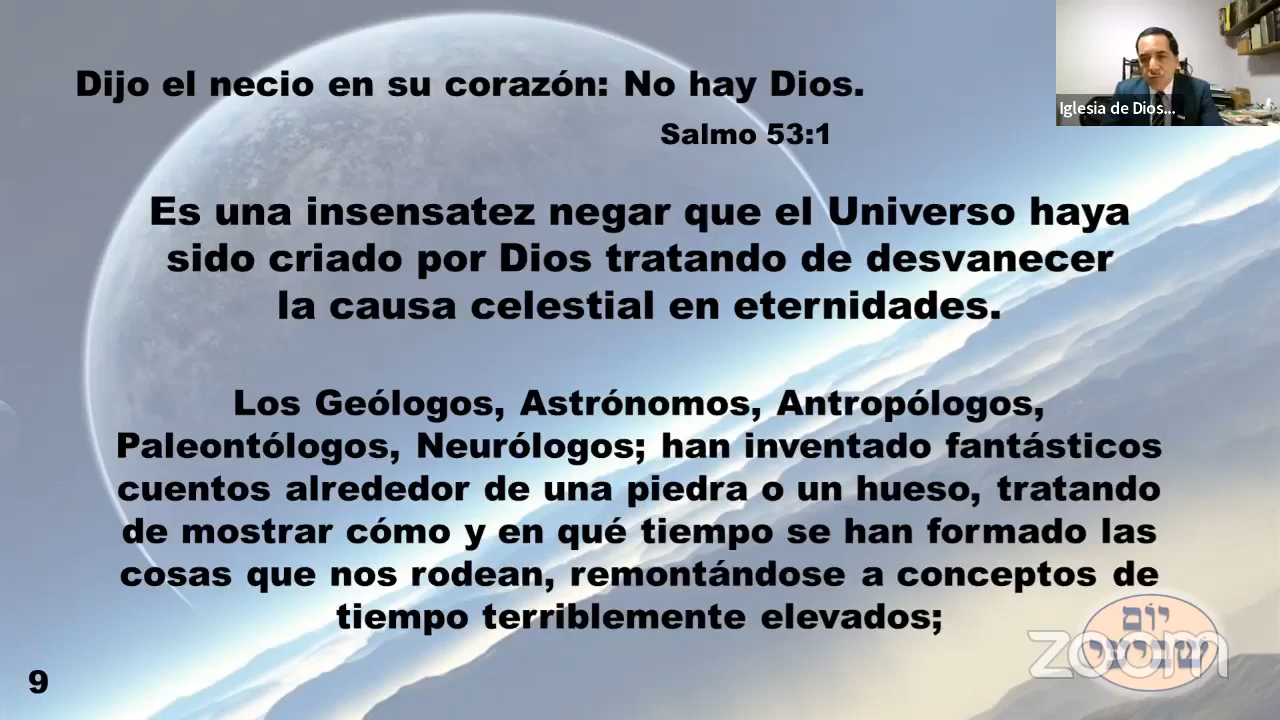 Dijo el necio en su corazón: No hay Dios.
Salmo 53:1
Iglesia de Dios...
Es una insensatez negar que el Universo haya
sido criado por Dios tratando de desvanecer
la causa celestial en eternidades.
Los Geólogos, Astrónomos, Antropólogos,
Paleontólogos, Neurólogos; han inventado fantásticos
cuentos alrededor de una piedra o un hueso, tratando
de mostrar cómo y en qué tiempo se han formado las
cosas que nos rodean, remontándose a conceptos de
tiempo terriblemente elevados;
יוֹם
שביעי
zoom
9